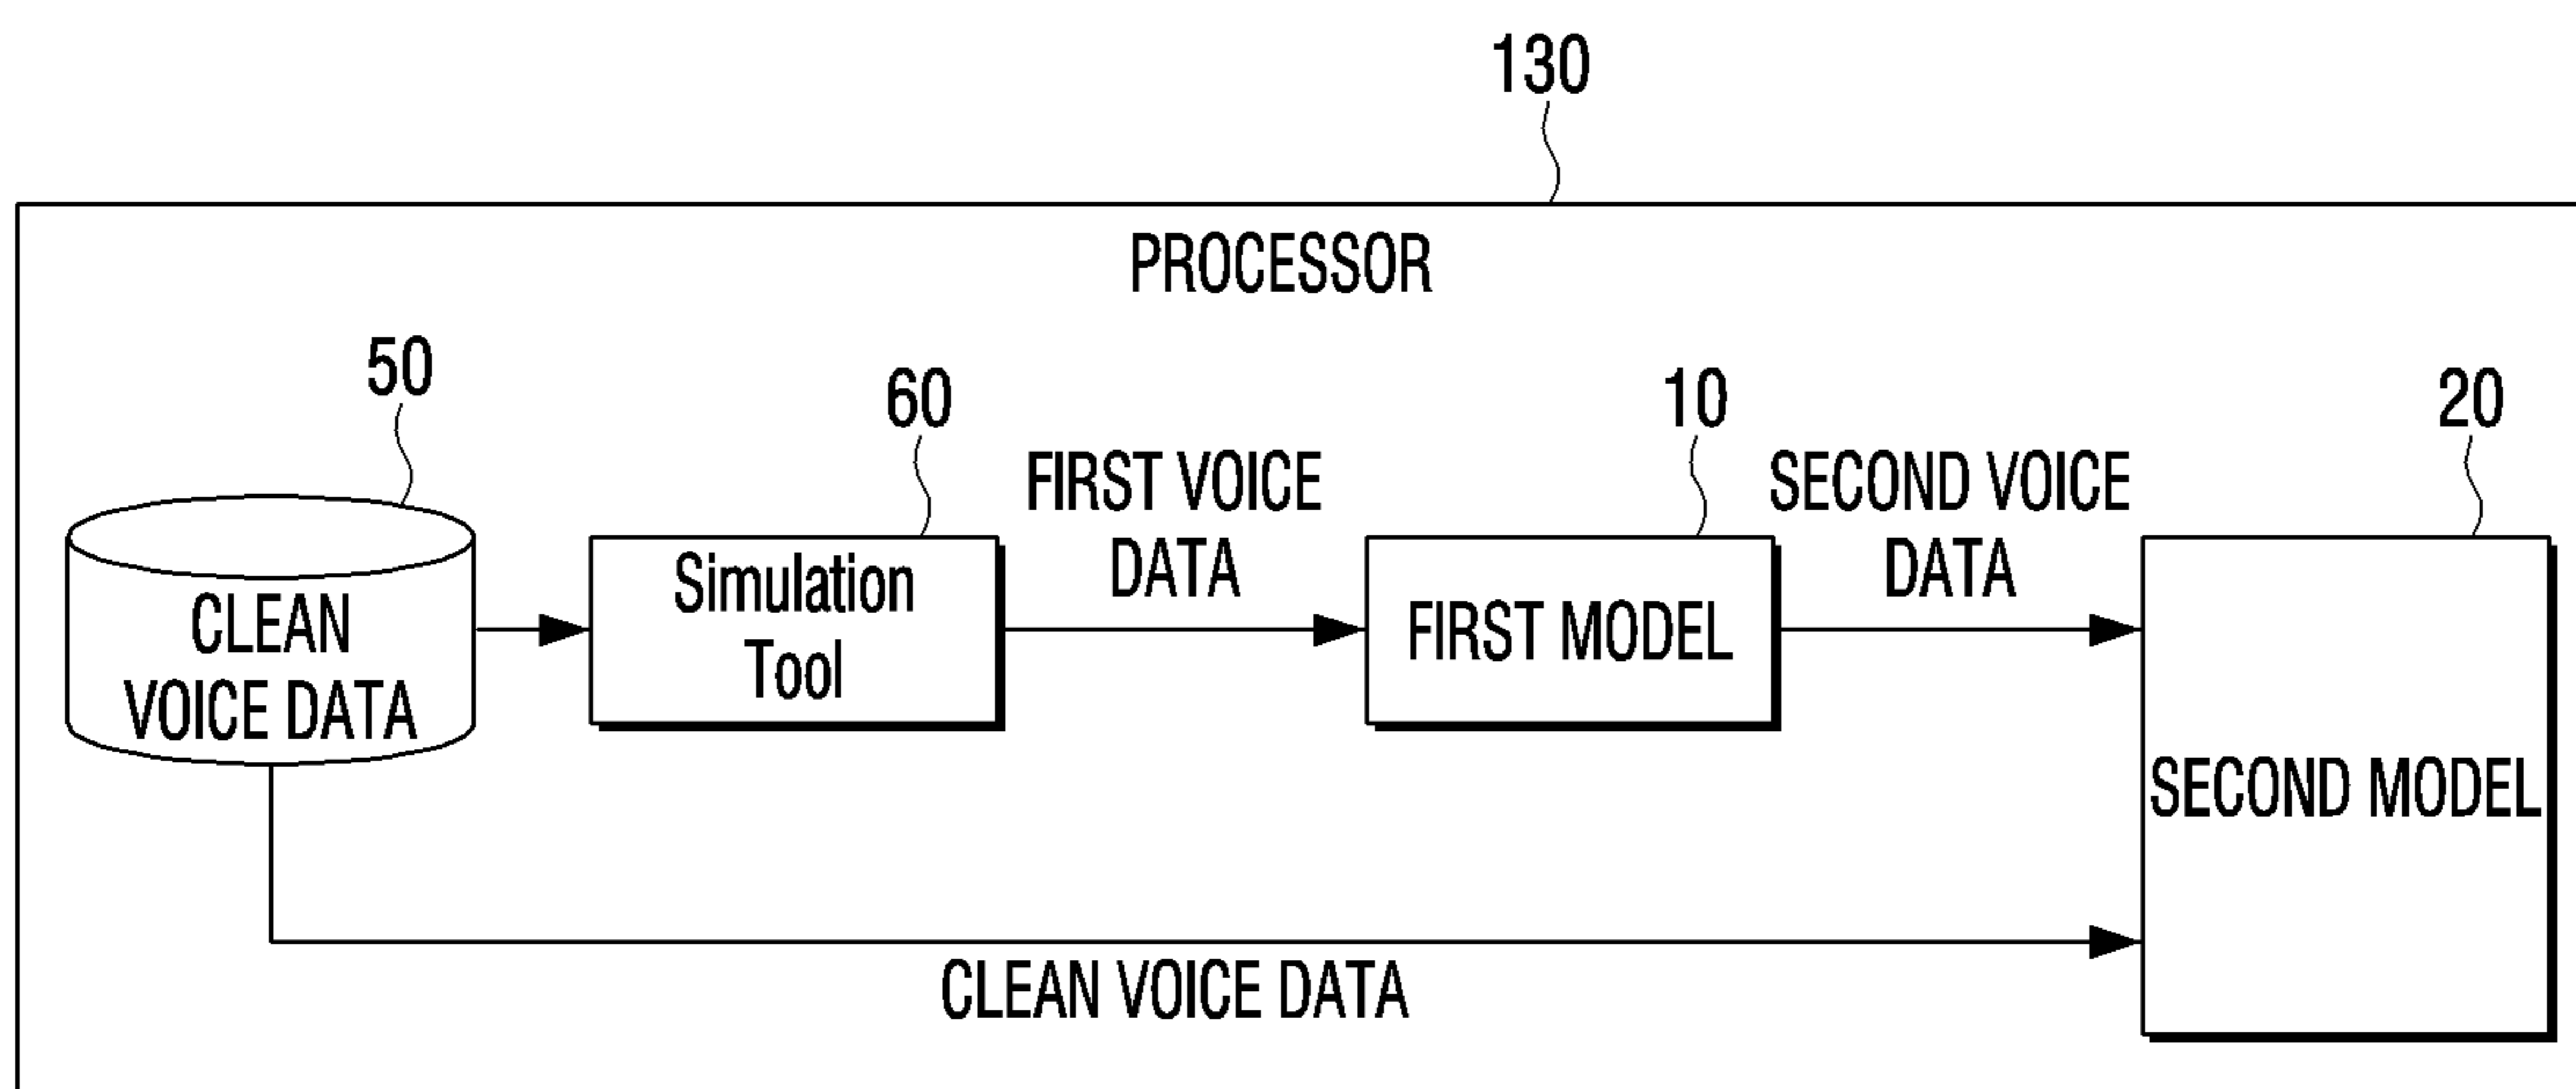 130
PROCESSOR
50
60
10
20
FIRST VOICE
DATA
SECOND VOICE
DATA
CLEAN
VOICE DATA
Simulation
Tool
FIRST MODEL
SECOND MODEL
CLEAN VOICE DATA